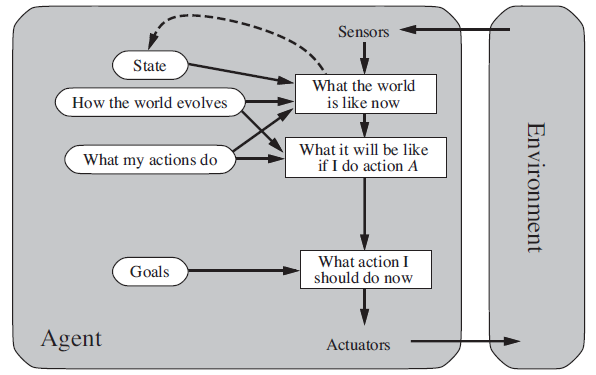 Sensors
State
What the world
is like now
How the world evolves
What it will be like
if I do action A
What my actions do
Environment
What action I
should do now
Goals
Agent
Actuators